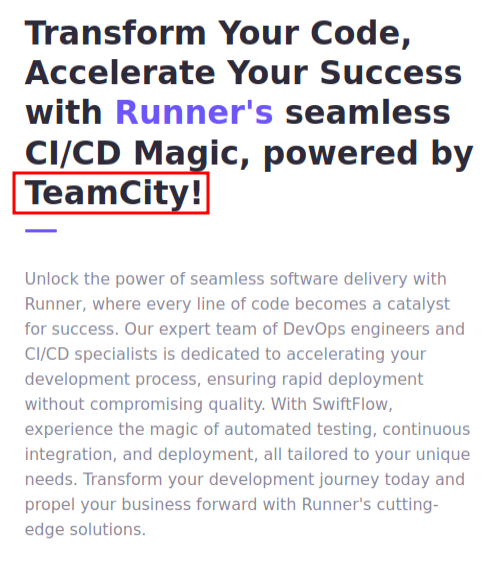 Transform Your Code,
Accelerate Your Success
with Runner's seamless
CI/CD Magic, powered by
TeamCity!
Unlock the power of seamless software delivery with
Runner, where every line of code becomes a catalyst
for success. Our expert team of DevOps engineers and
CI/CD specialists is dedicated to accelerating your
development process, ensuring rapid deployment
without compromising quality. With SwiftFlow,
experience the magic of automated testing, continuous
integration, and deployment, all tailored to your unique
needs. Transform your development journey today and
propel your business forward with Runner's cutting-
edge solutions.